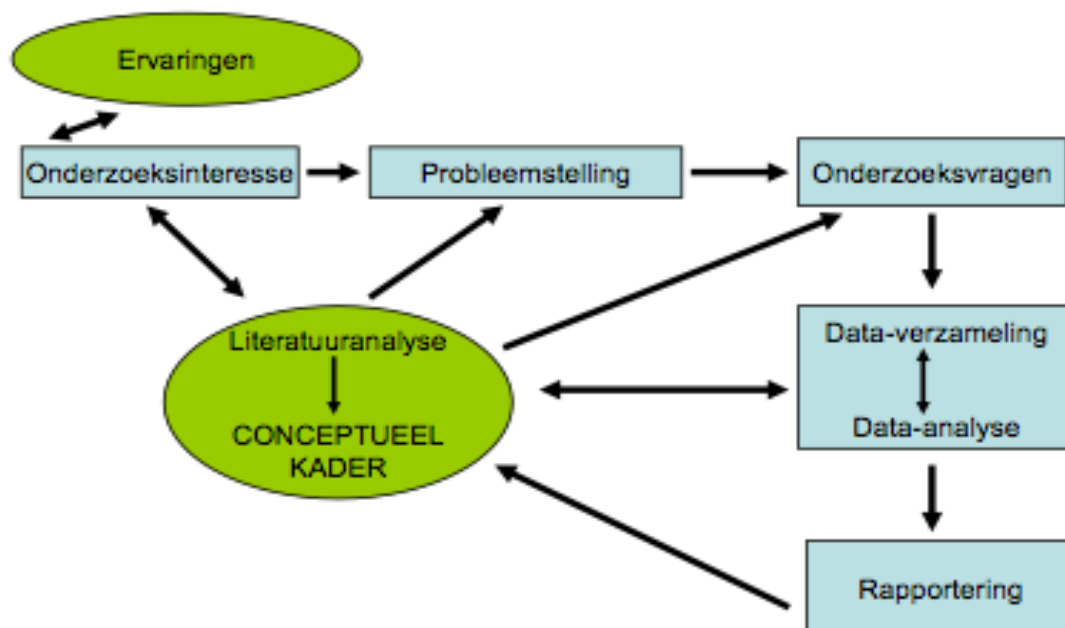 Ervaringen
Onderzoeksinteresse
Probleemstelling
Onderzoeksvragen
Literatuuranalyse
CONCEPTUEEL
KADER
Data-verzameling
Data-analyse
Rapportering